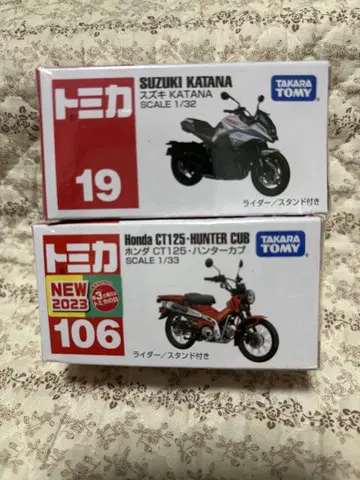 SUZUKI KATANA
スズキ KATANA
SCALE 1/32
TAKARA
TOMY
トミカ
19
ライダー/スタンド付き
Honda CT125・HUNTER CUB
ホンダ CT125・ハンターカブ
SCALE 1/33
TAKARA
TOMY
トミカ
NEW
2023
106
ライダー/スタンド付き